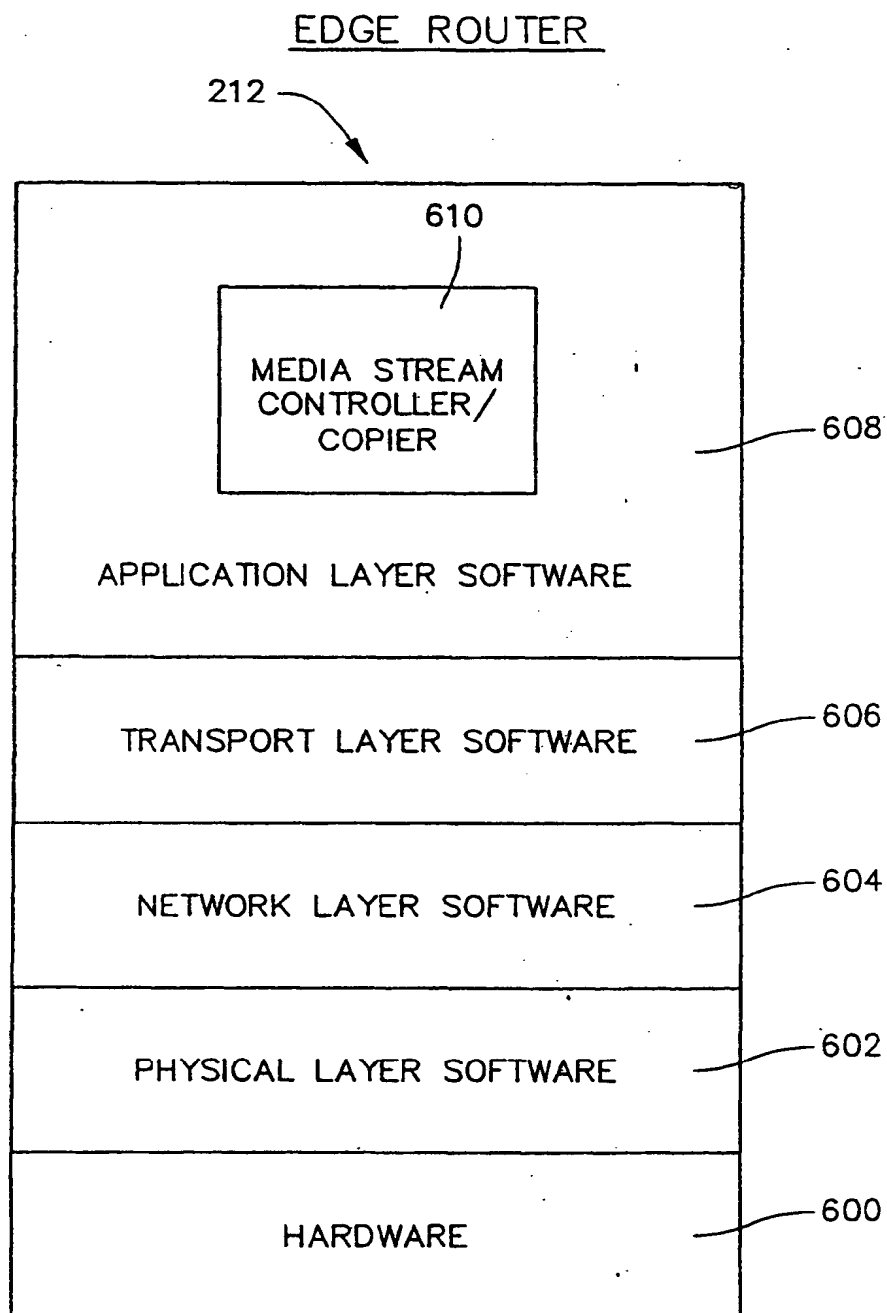 EDGE ROUTER
212
610
MEDIA STREAM
CONTROLLER/
COPIER
608
APPLICATION LAYER SOFTWARE
606
TRANSPORT LAYER SOFTWARE
604
NETWORK LAYER SOFTWARE
602
PHYSICAL LAYER SOFTWARE
600
HARDWARE